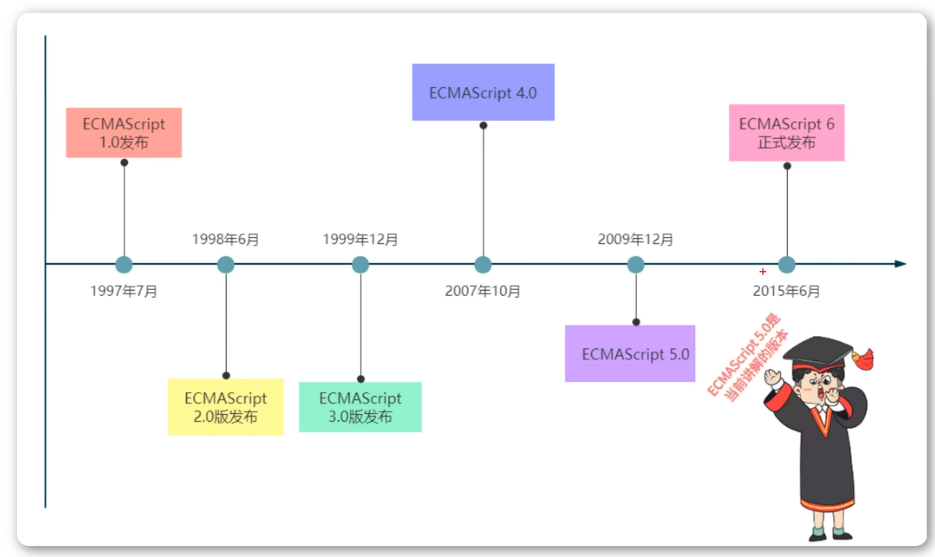 ECMAScript 4.0
ECMAScript
1.0发布
ECMAScript 6
正式发布
1998年6月
1999年12月
2009年12月
1997年7月
2007年10月
2015年6月
ECMAScript 5.0
ECMAScript 5.0是
当前讲解的版本
ECMAScript
2.0版发布
ECMAScript
3.0版发布